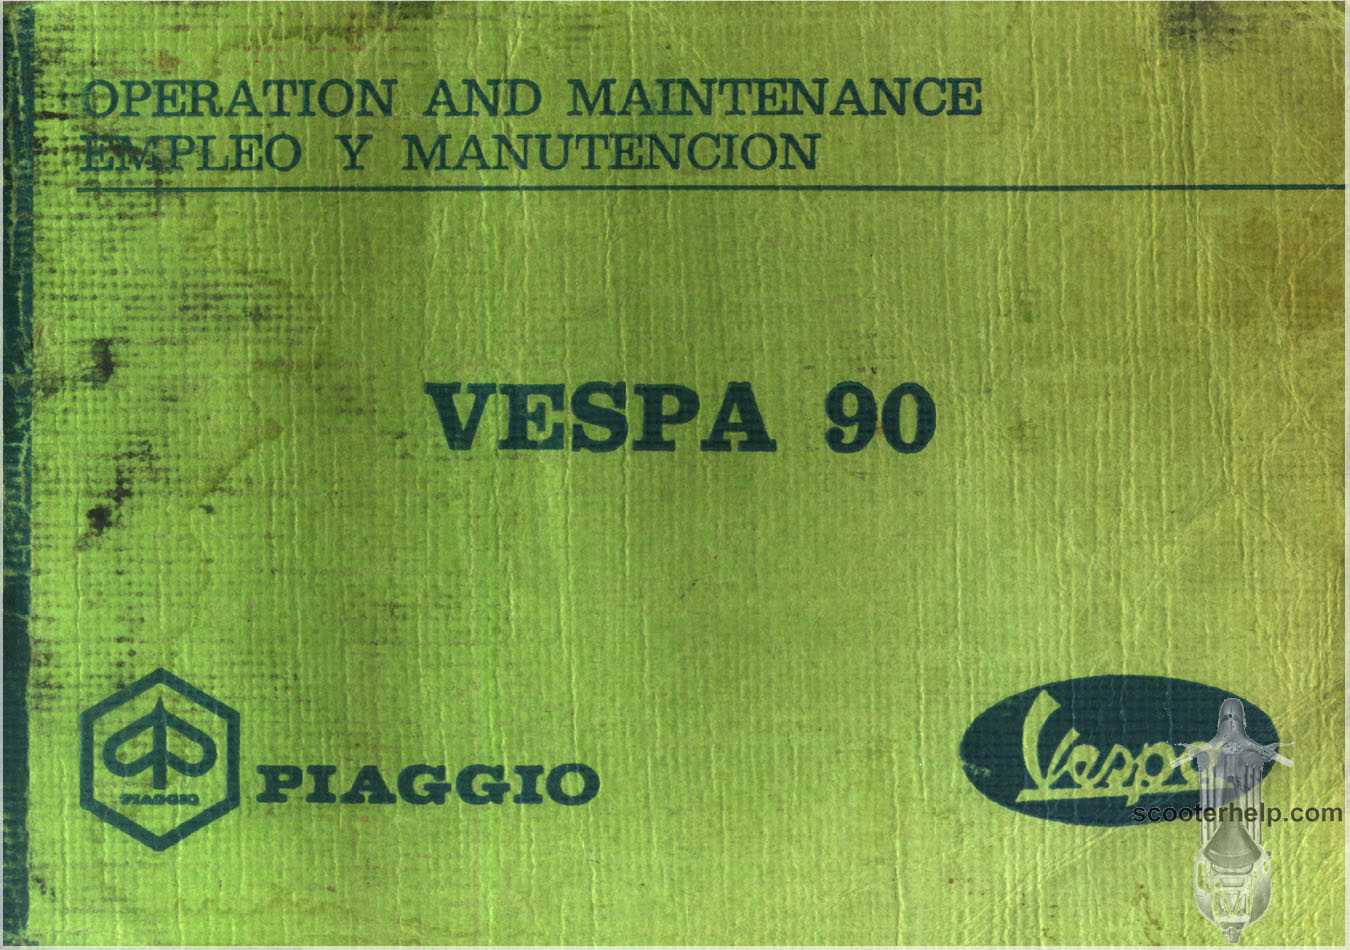 OPERATION AND MAINTENANCE
EMPLEO Y MANUTENCION
VESPA 90
PIAGGIO
PIAGGIO
Vespa
scooterhelp.com